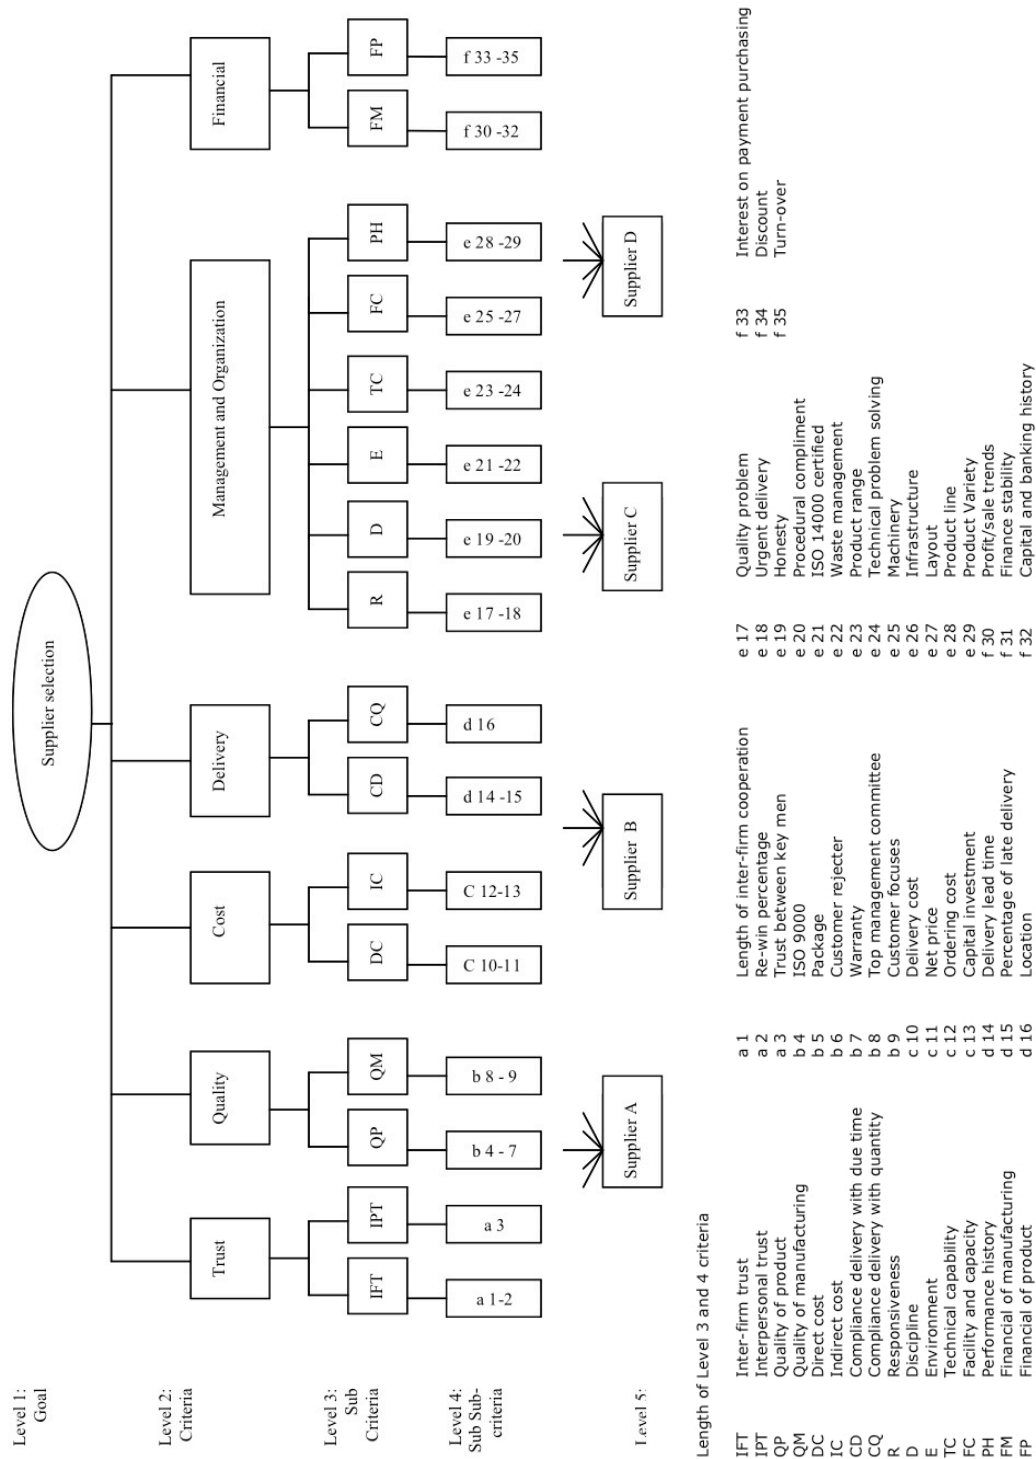 Level 1:
Goal
Supplier selection
Level 2:
Criteria
Trust
Quality
Cost
Delivery
Management and Organization
Financial
Level 3:
Sub
Criteria
IFT
IPT
QP
QM
DC
IC
CD
CQ
R
D
E
TC
FC
PH
FM
FP
Level 4:
Sub Sub-
criteria
a 1-2
a 3
b 4 - 7
b 8 - 9
C 10-11
C 12-13
d 14 -15
d 16
e 17 -18
e 19 -20
e 21 -22
e 23 -24
e 25 -27
e 28 -29
f 30 -32
f 33 -35
Level 5:
Supplier A
Supplier B
Supplier C
Supplier D
Length of Level 3 and 4 criteria
IFT Inter-firm trust
IPT Interpersonal trust
QP Quality of product
QM Quality of manufacturing
DC Direct cost
IC Indirect cost
CD Compliance delivery with due time
CQ Compliance delivery with quantity
R Responsiveness
D Discipline
E Environment
TC Technical capability
FC Facility and capacity
PH Performance history
FM Financial of manufacturing
FP Financial of product
a 1 Length of inter-firm cooperation
a 2 Re-win percentage
a 3 Trust between key men
b 4 ISO 9000
b 5 Package
b 6 Customer rejecter
b 7 Warranty
b 8 Top management committee
b 9 Customer focuses
c 10 Delivery cost
c 11 Net price
c 12 Ordering cost
c 13 Capital investment
d 14 Delivery lead time
d 15 Percentage of late delivery
d 16 Location
e 17 Quality problem
e 18 Urgent delivery
e 19 Honesty
e 20 Procedural compliment
e 21 ISO 14000 certified
e 22 Waste management
e 23 Product range
e 24 Technical problem solving
e 25 Machinery
e 26 Infrastructure
e 27 Layout
e 28 Product line
e 29 Product Variety
f 30 Profit/sale trends
f 31 Finance stability
f 32 Capital and banking history
f 33 Interest on payment purchasing
f 34 Discount
f 35 Turn-over